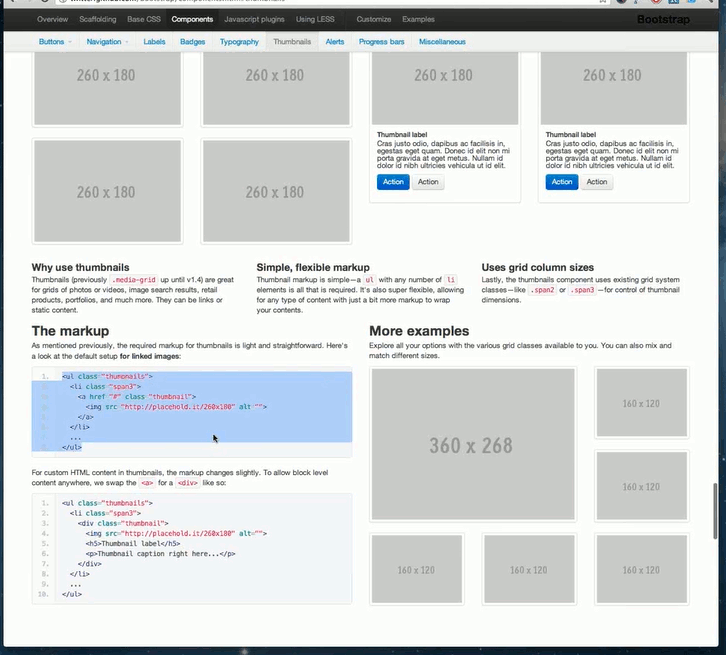 Overview Scaffolding Base CSS Components Javascript plugins Using LESS Customize Examples
Bootstrap
Buttons Navigation Labels Badges Typography Thumbnails Alerts Progress bars Miscellaneous
260 x 180
260 x 180
260 x 180
260 x 180
Thumbnail label
Cras justo odio, dapibus ac facilisis in,
egestas eget quam. Donec id elit non mi
porta gravida at eget metus. Nullam id
dolor id nibh ultricies vehicula ut id elit.
Action Action
Thumbnail label
Cras justo odio, dapibus ac facilisis in,
egestas eget quam. Donec id elit non mi
porta gravida at eget metus. Nullam id
dolor id nibh ultricies vehicula ut id elit.
Action Action
260 x 180
260 x 180
Why use thumbnails
Thumbnails (previously .media-grid up until v1.4) are great
for grids of photos or videos, image search results, retail
products, portfolios, and much more. They can be links or
static content.
Simple, flexible markup
Thumbnail markup is simple—a ul with any number of li
elements is all that is required. It's also super flexible, allowing
for any type of content with just a bit more markup to wrap
your contents.
Uses grid column sizes
Lastly, the thumbnails component uses existing grid system
classes—like .span2 or .span3 —for control of thumbnail
dimensions.
The markup
As mentioned previously, the required markup for thumbnails is light and straightforward. Here's
a look at the default setup for linked images:
1. <ul class="thumbnails">
<li class="span3">
<a href="#" class="thumbnail">
<img src="http://placehold.it/260x180" alt="">
</a>
</li>
...
</ul>
For custom HTML content in thumbnails, the markup changes slightly. To allow block level
content anywhere, we swap the <a> for a <div> like so:
1. <ul class="thumbnails">
2. <li class="span3">
3. <div class="thumbnail">
4. <img src="http://placehold.it/260x180" alt="">
5. <h5>Thumbnail label</h5>
6. <p>Thumbnail caption right here...</p>
7. </div>
8. </li>
9. ...
10. </ul>
More examples
Explore all your options with the various grid classes available to you. You can also mix and
match different sizes.
360 x 268
160 x 120
160 x 120
160 x 120
160 x 120
160 x 120